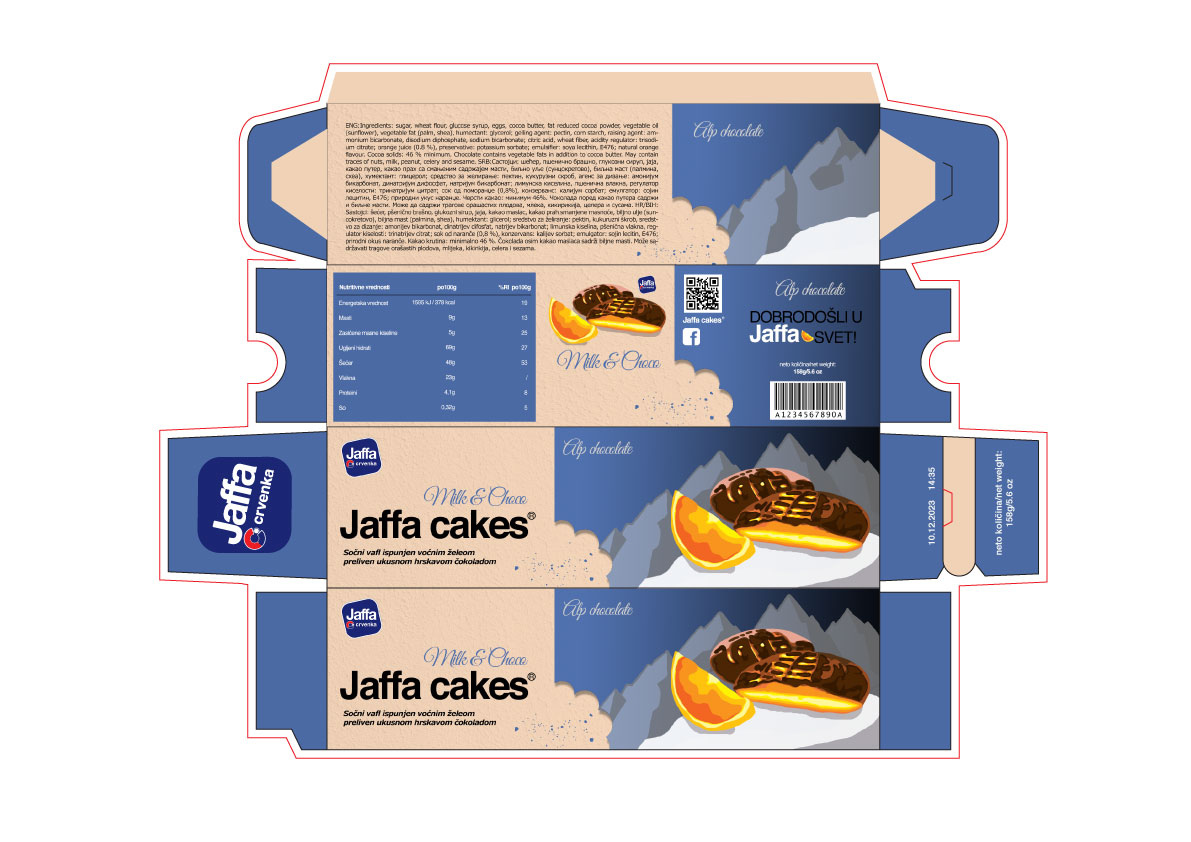 ENG:Ingredients: sugar, wheat flour, glucose syrup, eggs, cocoa butter, fat reduced cocoa powder, vegetable oil
(sunflower), vegetable fat (palm, shea), humectant: glycerol; gelling agent: pectin, corn starch, raising agent: am-
monium bicarbonate, disodium diphosphate, sodium bicarbonate; citric acid, wheat fiber, acidity regulator: trisodi-
um citrate; orange juice (0.8 %), preservative: potassium sorbate; emulsifier: soya lecithin, E476; natural orange
flavour. Cocoa solids: 46 % minimum. Chocolate contains vegetable fats in addition to cocoa butter. May contain
traces of nuts, milk, peanut, celery and sesame. SRB:Састојци: шећер, пшенично брашно, глукозни сируп, јаја,
какао путер, какао прах са смањеним садржајем масти, биљно уље (сунцокретово), биљна маст (палмина,
схеа), хумектант: глицерол; средство за желирање: пектин, кукурузни скроб, агенс за дизање: амонијум
бикарбонат, динатријум дифосфат, натријум бикарбонат: лимунска киселина, пшенична влакна, регулатор
киселости: тринатријум цитрат; сок од поморанџе (0,8%), конзерванс: калијум сорбат; емулгатор: сојин
лецитин, E476; природни укус наранџе. Чврсти какао: минимум 46%. Чоколада поред какао путера садржи
и биљне масти. Може да садржи трагове орашастих плодова, млека, кикирикија, целера и сусама. HR/BIH:
Sastojci: šećer, pšenično brašno, glukozni sirup, jaja, kakao maslac, kakao prah smanjene masnoće, biljno ulje (sun-
cokretovo), biljna mast (palmina, shea), humektant: glicerol; sredstvo za želiranje: pektin, kukuruzni škrob, sredst-
vo za dizanje: amonijev bikarbonat, dinatrijev difosfat, natrijev bikarbonat; limunska kiselina, pšenična vlakna, reg-
ulator kiselosti: trinatrijev citrat; sok od naranče (0,8 %), konzervans: kalijev sorbat; emulgator: sojin lecitin, E476;
prirodni okus naranče. Kakao krutina: minimalno 46 %. Čokolada osim kakao maslaca sadrži biljne masti. Može sa-
državati tragove orašastih plodova, mlijeka, kikirikija, celera i sezama.
Alp chocolate
Nutritivne vrednosti po100g %RI po100g
Energetska vrednost 1595 kJ / 378 kcal 19
Masti 9g 13
Zasićene masne kiseline 5g 25
Ugljeni hidrati 69g 27
Šećer 48g 53
Vlakna 23g /
Proteini 4,1g 8
Sol 0,32g 5
Jaffa
crvenka
Milk & Choco
Jaffa cakes®
Alp chocolate
DOBRODOŠLI U
Jaffa SVET!
neto količina/net weight:
158g/5.6 oz
A1234567890A
Jaffa
crvenka
Jaffa
crvenka
Milk & Choco
Jaffa cakes®
Sočni vafl ispunjen voćnim želeom
preliven ukusnom hrskavom čokoladom
Alp chocolate
10.12.2023 14:35
neto količina/net weight:
158g/5.6 oz
Jaffa
crvenka
Milk & Choco
Jaffa cakes®
Sočni vafl ispunjen voćnim želeom
preliven ukusnom hrskavom čokoladom
Alp chocolate